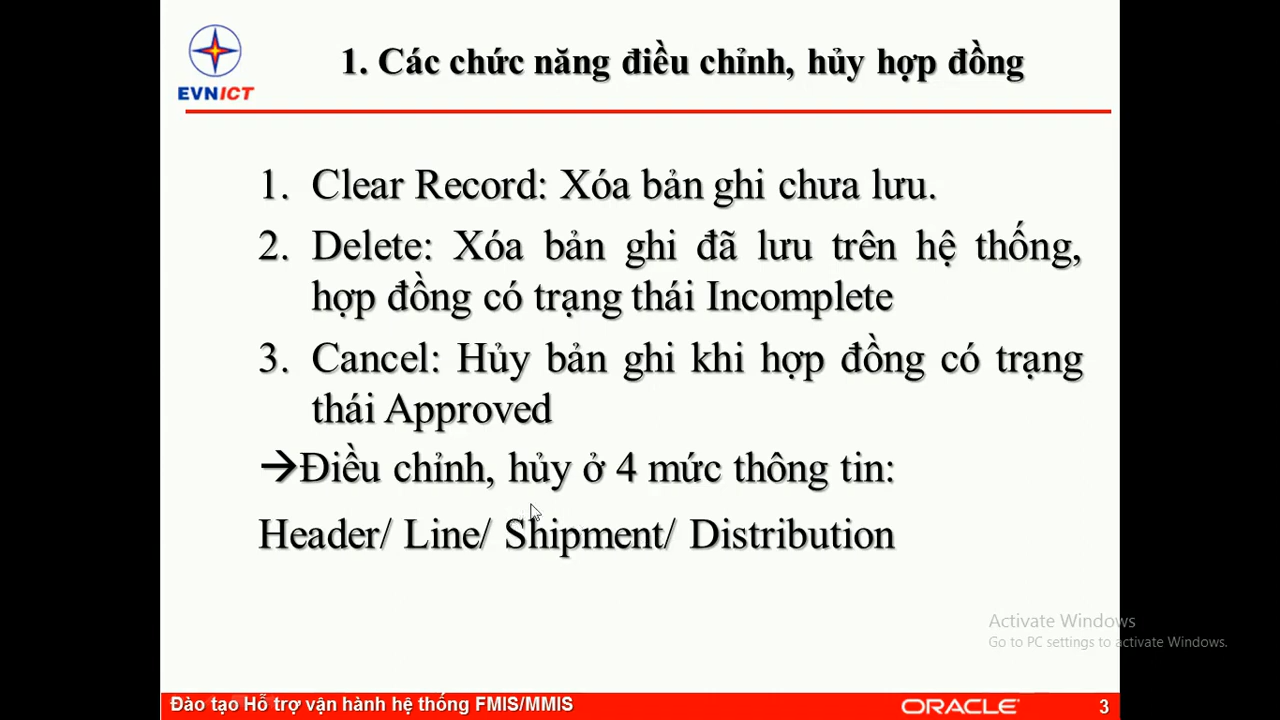 EVNICT
1. Các chức năng điều chỉnh, hủy hợp đồng
1. Clear Record: Xóa bản ghi chưa lưu.
2. Delete: Xóa bản ghi đã lưu trên hệ thống,
hợp đồng có trạng thái Incomplete
3. Cancel: Hủy bản ghi khi hợp đồng có trạng
thái Approved
→Điều chỉnh, hủy ở 4 mức thông tin:
Header/ Line/ Shipment/ Distribution
Activate Windows
Go to PC settings to activate Windows.
Đào tạo Hỗ trợ vận hành hệ thống FMIS/MMIS
ORACLE
3